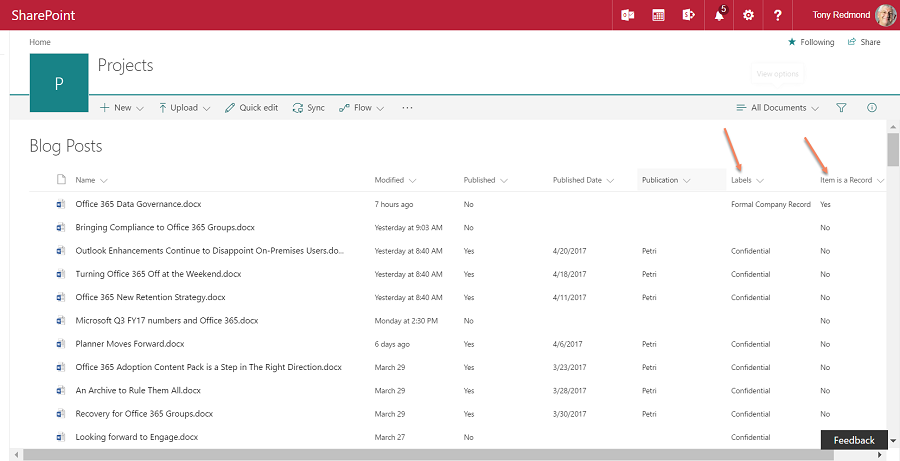 SharePoint 5 Tony Redmond
Home Following Share
P Projects
View options
New Upload Quick edit Sync Flow ... All Documents
Blog Posts
Name Modified Published Published Date Publication Labels Item is a Record
Office 365 Data Governance.docx 7 hours ago No Formal Company Record Yes
Bringing Compliance to Office 365 Groups.docx Yesterday at 9:03 AM No No
Outlook Enhancements Continue to Disappoint On-Premises Users.do... Yesterday at 8:40 AM Yes 4/20/2017 Petri Confidential No
Turning Office 365 Off at the Weekend.docx Yesterday at 8:40 AM Yes 4/18/2017 Petri Confidential No
Office 365 New Retention Strategy.docx Yesterday at 8:40 AM Yes 4/11/2017 Petri Confidential No
Microsoft Q3 FY17 numbers and Office 365.docx Monday at 2:30 PM No No
Planner Moves Forward.docx 6 days ago Yes 4/6/2017 Petri Confidential No
Office 365 Adoption Content Pack is a Step in The Right Direction.docx March 29 Yes 3/23/2017 Petri Confidential No
An Archive to Rule Them All.docx March 29 Yes 3/28/2017 Petri Confidential No
Recovery for Office 365 Groups.docx March 29 Yes 3/30/2017 Petri Confidential No
Looking forward to Engage.docx March 27 No Confidential No
Feedback